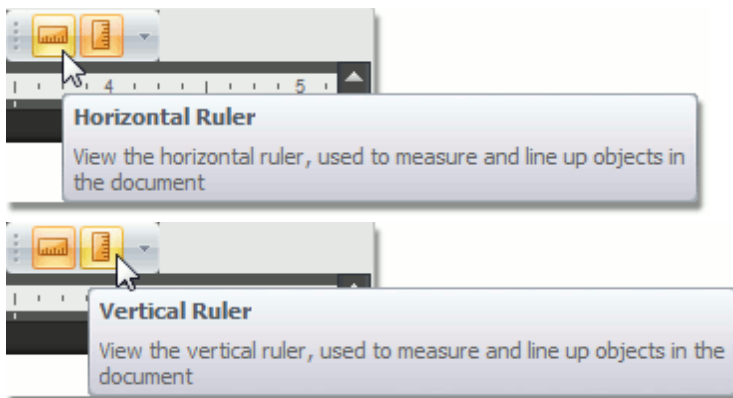 4 5
Horizontal Ruler
View the horizontal ruler, used to measure and line up objects in
the document
Vertical Ruler
View the vertical ruler, used to measure and line up objects in the
document